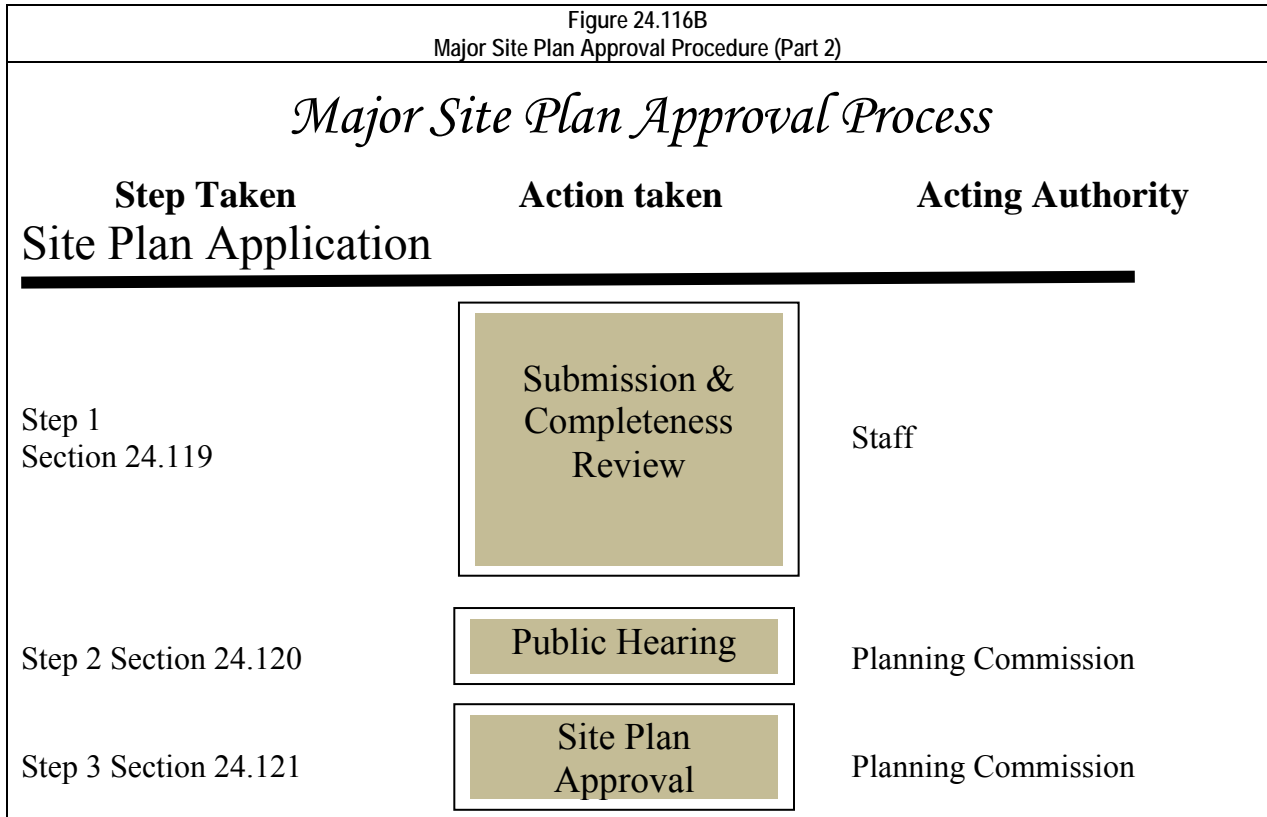 Figure 24.116B
Major Site Plan Approval Procedure (Part 2)
Major Site Plan Approval Process
Step Taken Action taken Acting Authority
Site Plan Application
Step 1
Section 24.119
Submission &
Completeness
Review
Staff
Step 2 Section 24.120
Public Hearing
Planning Commission
Step 3 Section 24.121
Site Plan
Approval
Planning Commission